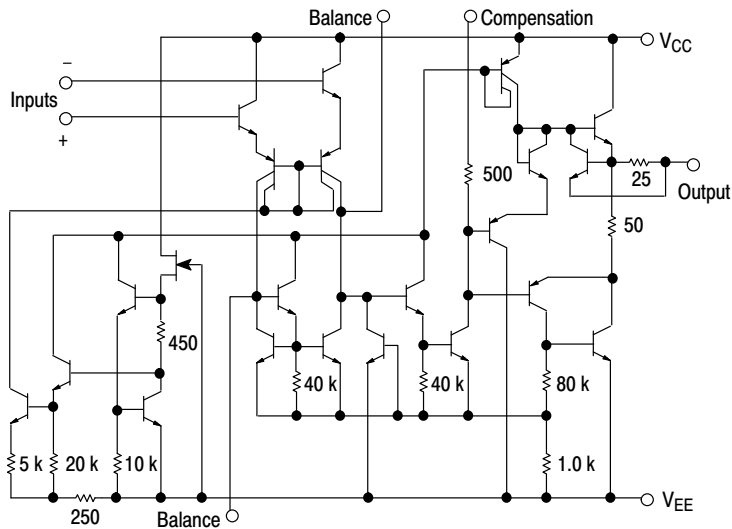 Balance
Compensation
VCC
−
Inputs
+
500
25
Output
50
450
40 k
40 k
80 k
5 k
20 k
10 k
1.0 k
VEE
250
Balance